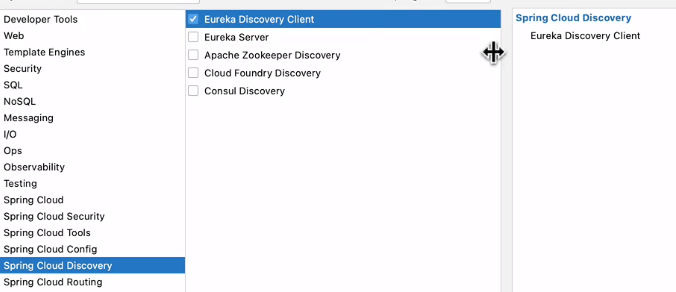 Developer Tools
Web
Template Engines
Security
SQL
NoSQL
Messaging
I/O
Ops
Observability
Testing
Spring Cloud
Spring Cloud Security
Spring Cloud Tools
Spring Cloud Config
Spring Cloud Discovery
Spring Cloud Routing
Eureka Discovery Client
Eureka Server
Apache Zookeeper Discovery
Cloud Foundry Discovery
Consul Discovery
Spring Cloud Discovery
Eureka Discovery Client